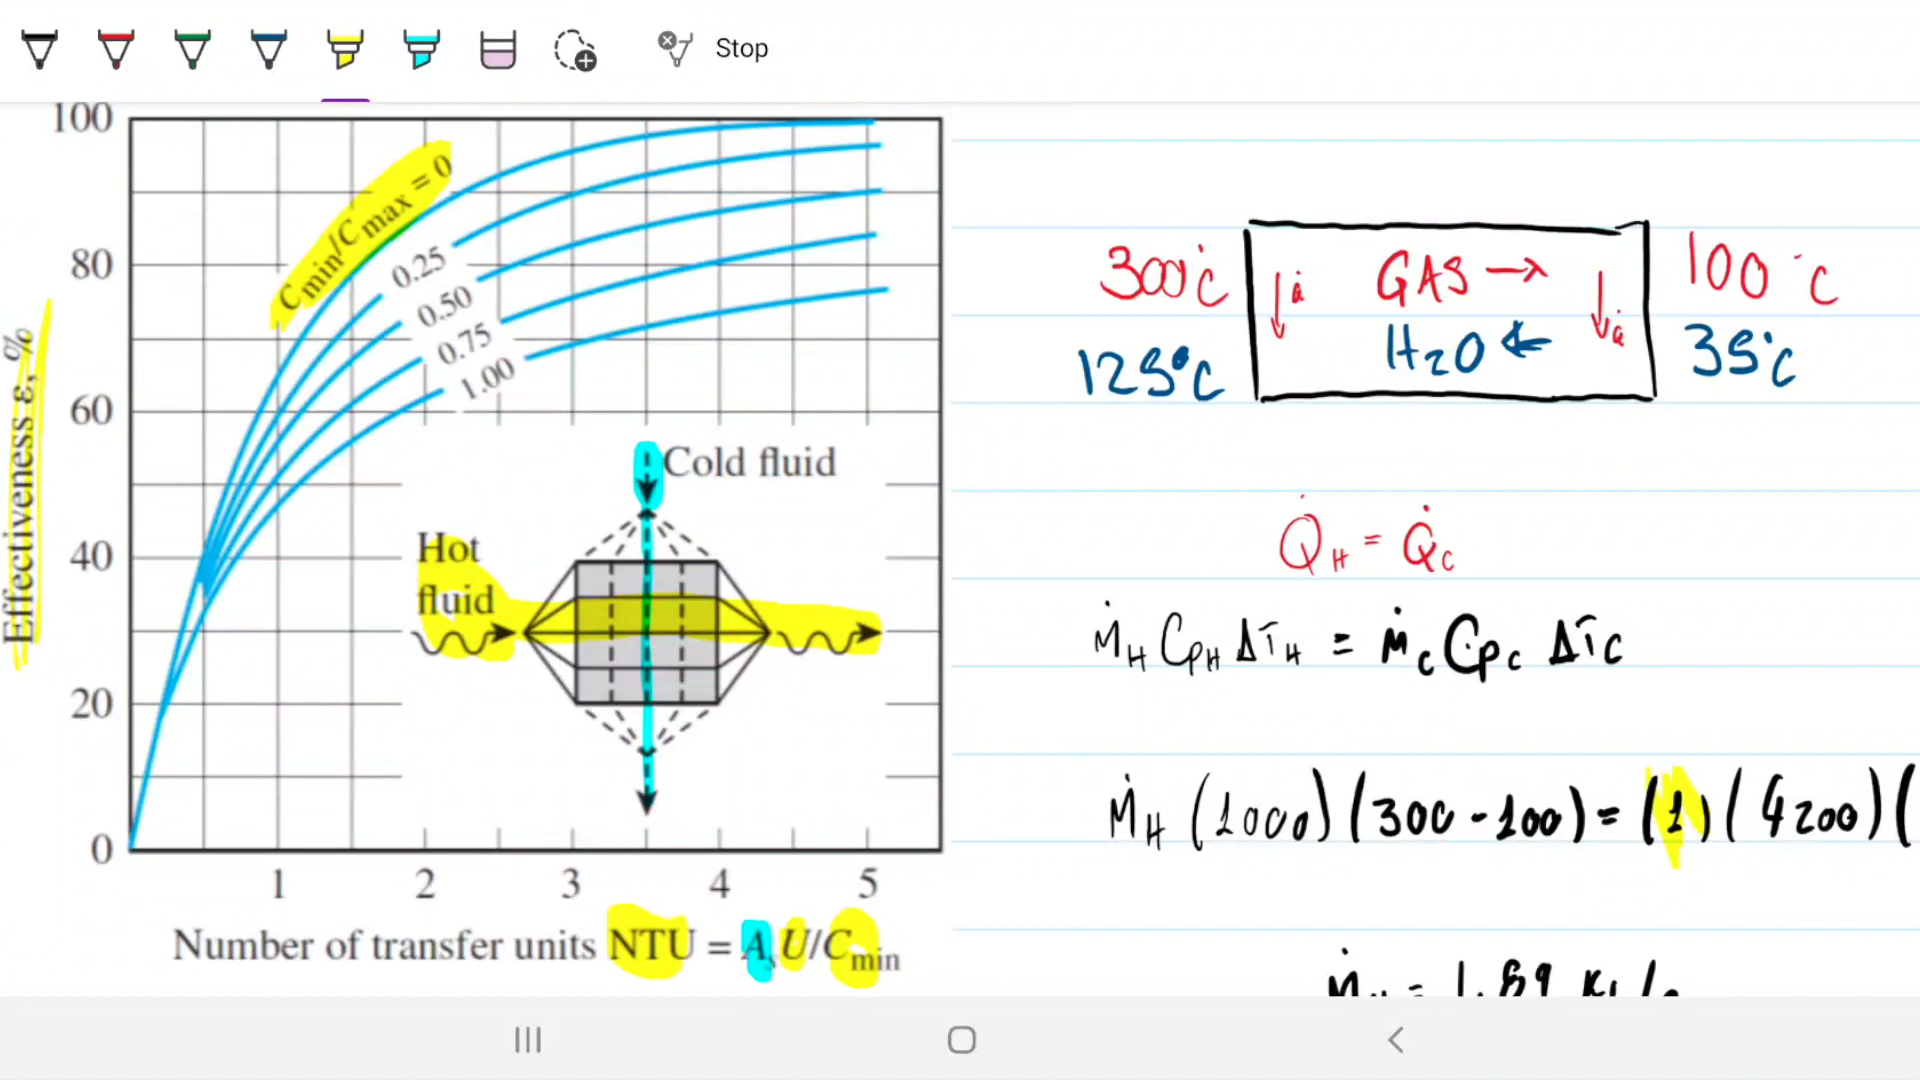 Stop
100
80
60
40
20
0
Effectiveness ε, %
Cmin/Cmax = 0
0.25
0.50
0.75
1.00
Cold fluid
Hot
fluid
1 2 3 4 5
Number of transfer units NTU = AsU/Cmin
300°C GAS → 100°C
125°C H2O ← 35°C
Q̇H = Q̇C
ṀH CpH ΔTH = ṁC CpC ΔTC
ṀH (1000)(300-100) = (1)(4200)(
= 1.89